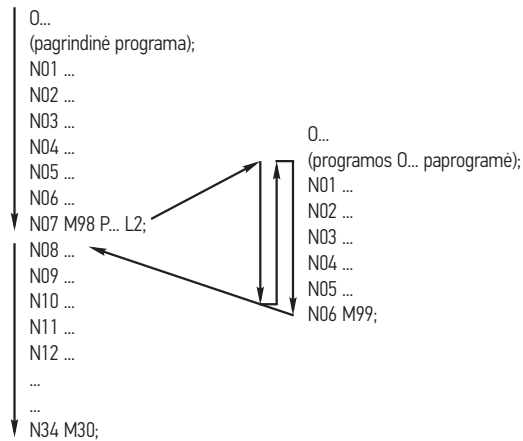 O...
(pagrindinė programa);
N01 ...
N02 ...
N03 ...
N04 ...
N05 ...
N06 ...
N07 M98 P... L2;
N08 ...
N09 ...
N10 ...
N11 ...
N12 ...
...
...
N34 M30;
O...
(programos O... paprogramė);
N01 ...
N02 ...
N03 ...
N04 ...
N05 ...
N06 M99;